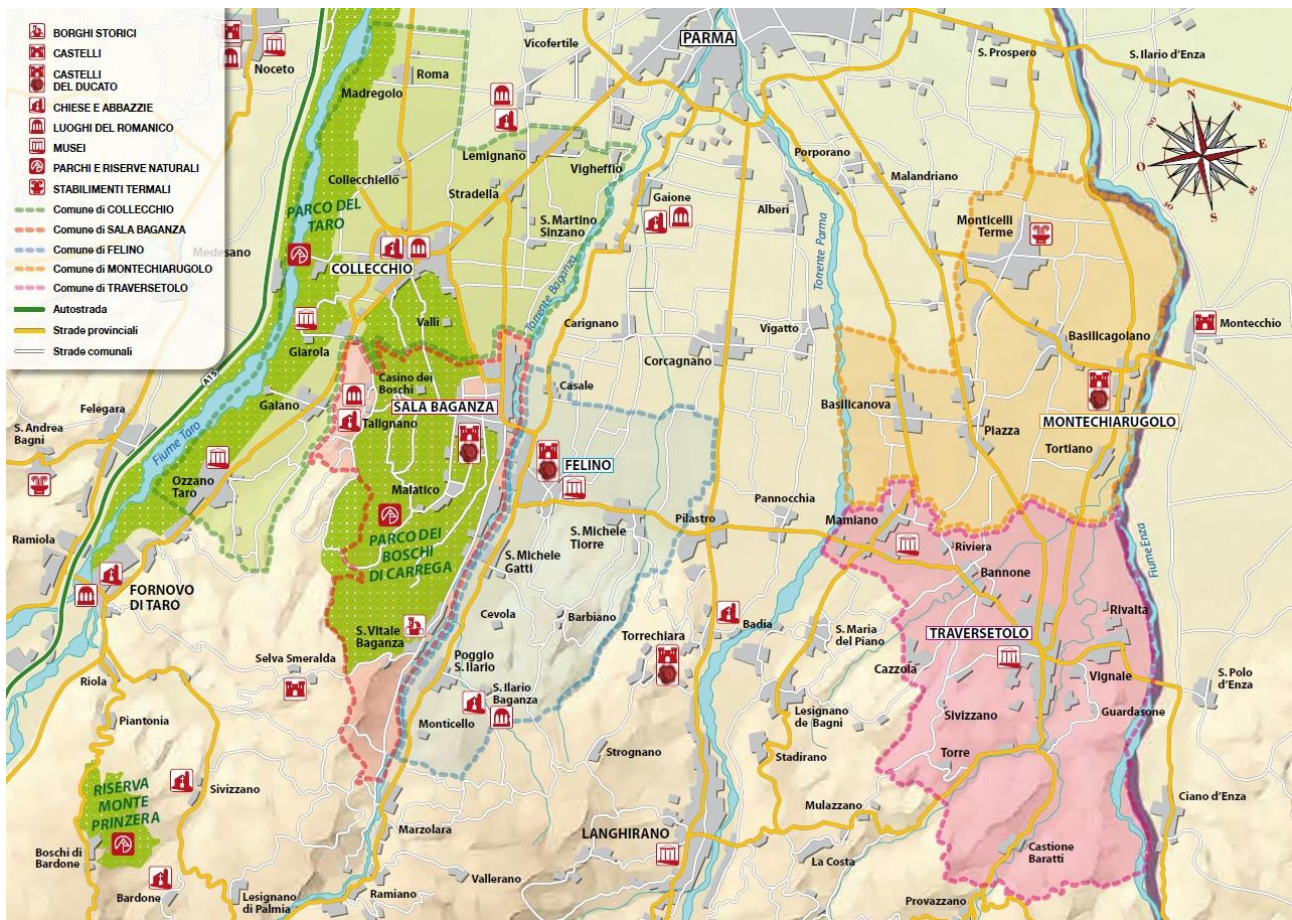 BORGHI STORICI
CASTELLI
CASTELLI
DEL DUCATO
CHIESE E ABBAZZIE
LUOGHI DEL ROMANICO
MUSEI
PARCHI E RISERVE NATURALI
STABILIMENTI TERMALI
Comune di COLLECCHIO
Comune di SALA BAGANZA
Comune di FELINO
Comune di MONTECHIARUGOLO
Comune di TRAVERSETOLO
Autostrada
Strade provinciali
Strade comunali
Noceto
Vicofertile
PARMA
S. Prospero
S. Ilario d'Enza
Roma
Madregolo
N
NE
E
SE
S
SO
O
NO
Lemignano
Vigheffio
Porporano
Malandriano
Collecchiello
Stradella
Gaione
Alberi
PARCO DEL
TARO
S. Martino
Sinzano
Monticelli
Terme
Medesano
COLLECCHIO
Torrente Baganza
Torrente Parma
Valli
Giarola
Carignano
Vigatto
Basilicagolano
Montecchio
Corcagnano
A15
Casino dei
Boschi
Casale
Felegara
Gaiano
SALA BAGANZA
Talignano
Basilicanova
S. Andrea
Bagni
Fiume Taro
MONTECHIARUGOLO
Piazza
Tortiano
FELINO
Ozzano
Taro
Malatico
Pannocchia
Pilastro
Mamiano
Ramiola
PARCO DEI
BOSCHI
DI CARREGA
S. Michele
Tiorre
Riviera
S. Michele
Gatti
Bannone
Fiume Enza
FORNOVO
DI TARO
Cevola
Barbiano
Rivalta
S. Vitale
Baganza
Torrechiara
Badia
S. Maria
del Piano
TRAVERSETOLO
Selva Smeralda
Poggio
S. Ilario
Cazzola
Vignale
S. Polo
d'Enza
Riola
S. Ilario
Baganza
Lesignano
de Bagni
Sivizzano
Guardasone
Piantonia
Monticello
Strognano
Stadirano
Torre
RISERVA
MONTE
PRINZERA
Sivizzano
Mulazzano
Ciano d'Enza
Marzolara
LANGHIRANO
Boschi di
Bardone
La Costa
Castione
Baratti
Bardone
Lesignano
di Palmia
Ramiano
Vallerano
Provazzano